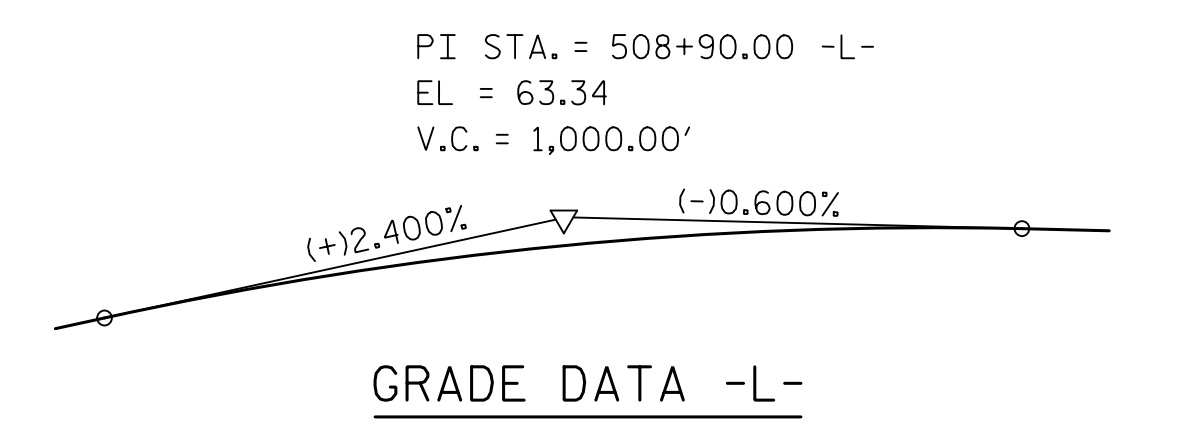 PI STA. = 508+90.00 -L-
EL = 63.34
V.C. = 1,000.00'
(+)2.400%
(-)0.600%
GRADE DATA -L-